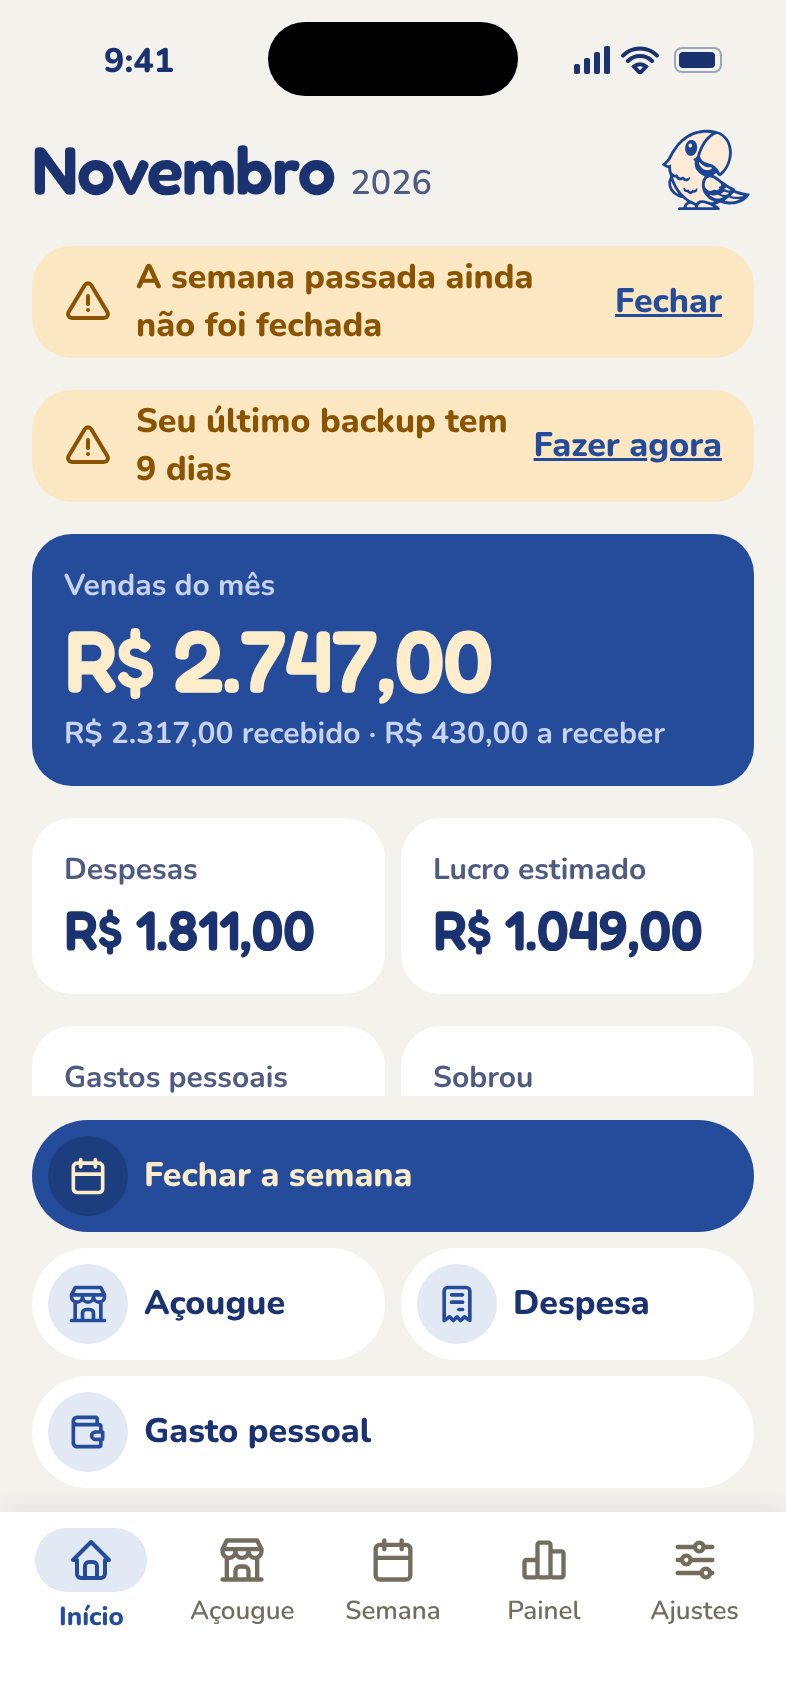 9:41
Novembro 2026
A semana passada ainda
não foi fechada
Fechar
Seu último backup tem
9 dias
Fazer agora
Vendas do mês
R$ 2.747,00
R$ 2.317,00 recebido · R$ 430,00 a receber
Despesas
R$ 1.811,00
Lucro estimado
R$ 1.049,00
Gastos pessoais
Sobrou
Fechar a semana
Açougue
Despesa
Gasto pessoal
Início
Açougue
Semana
Painel
Ajustes